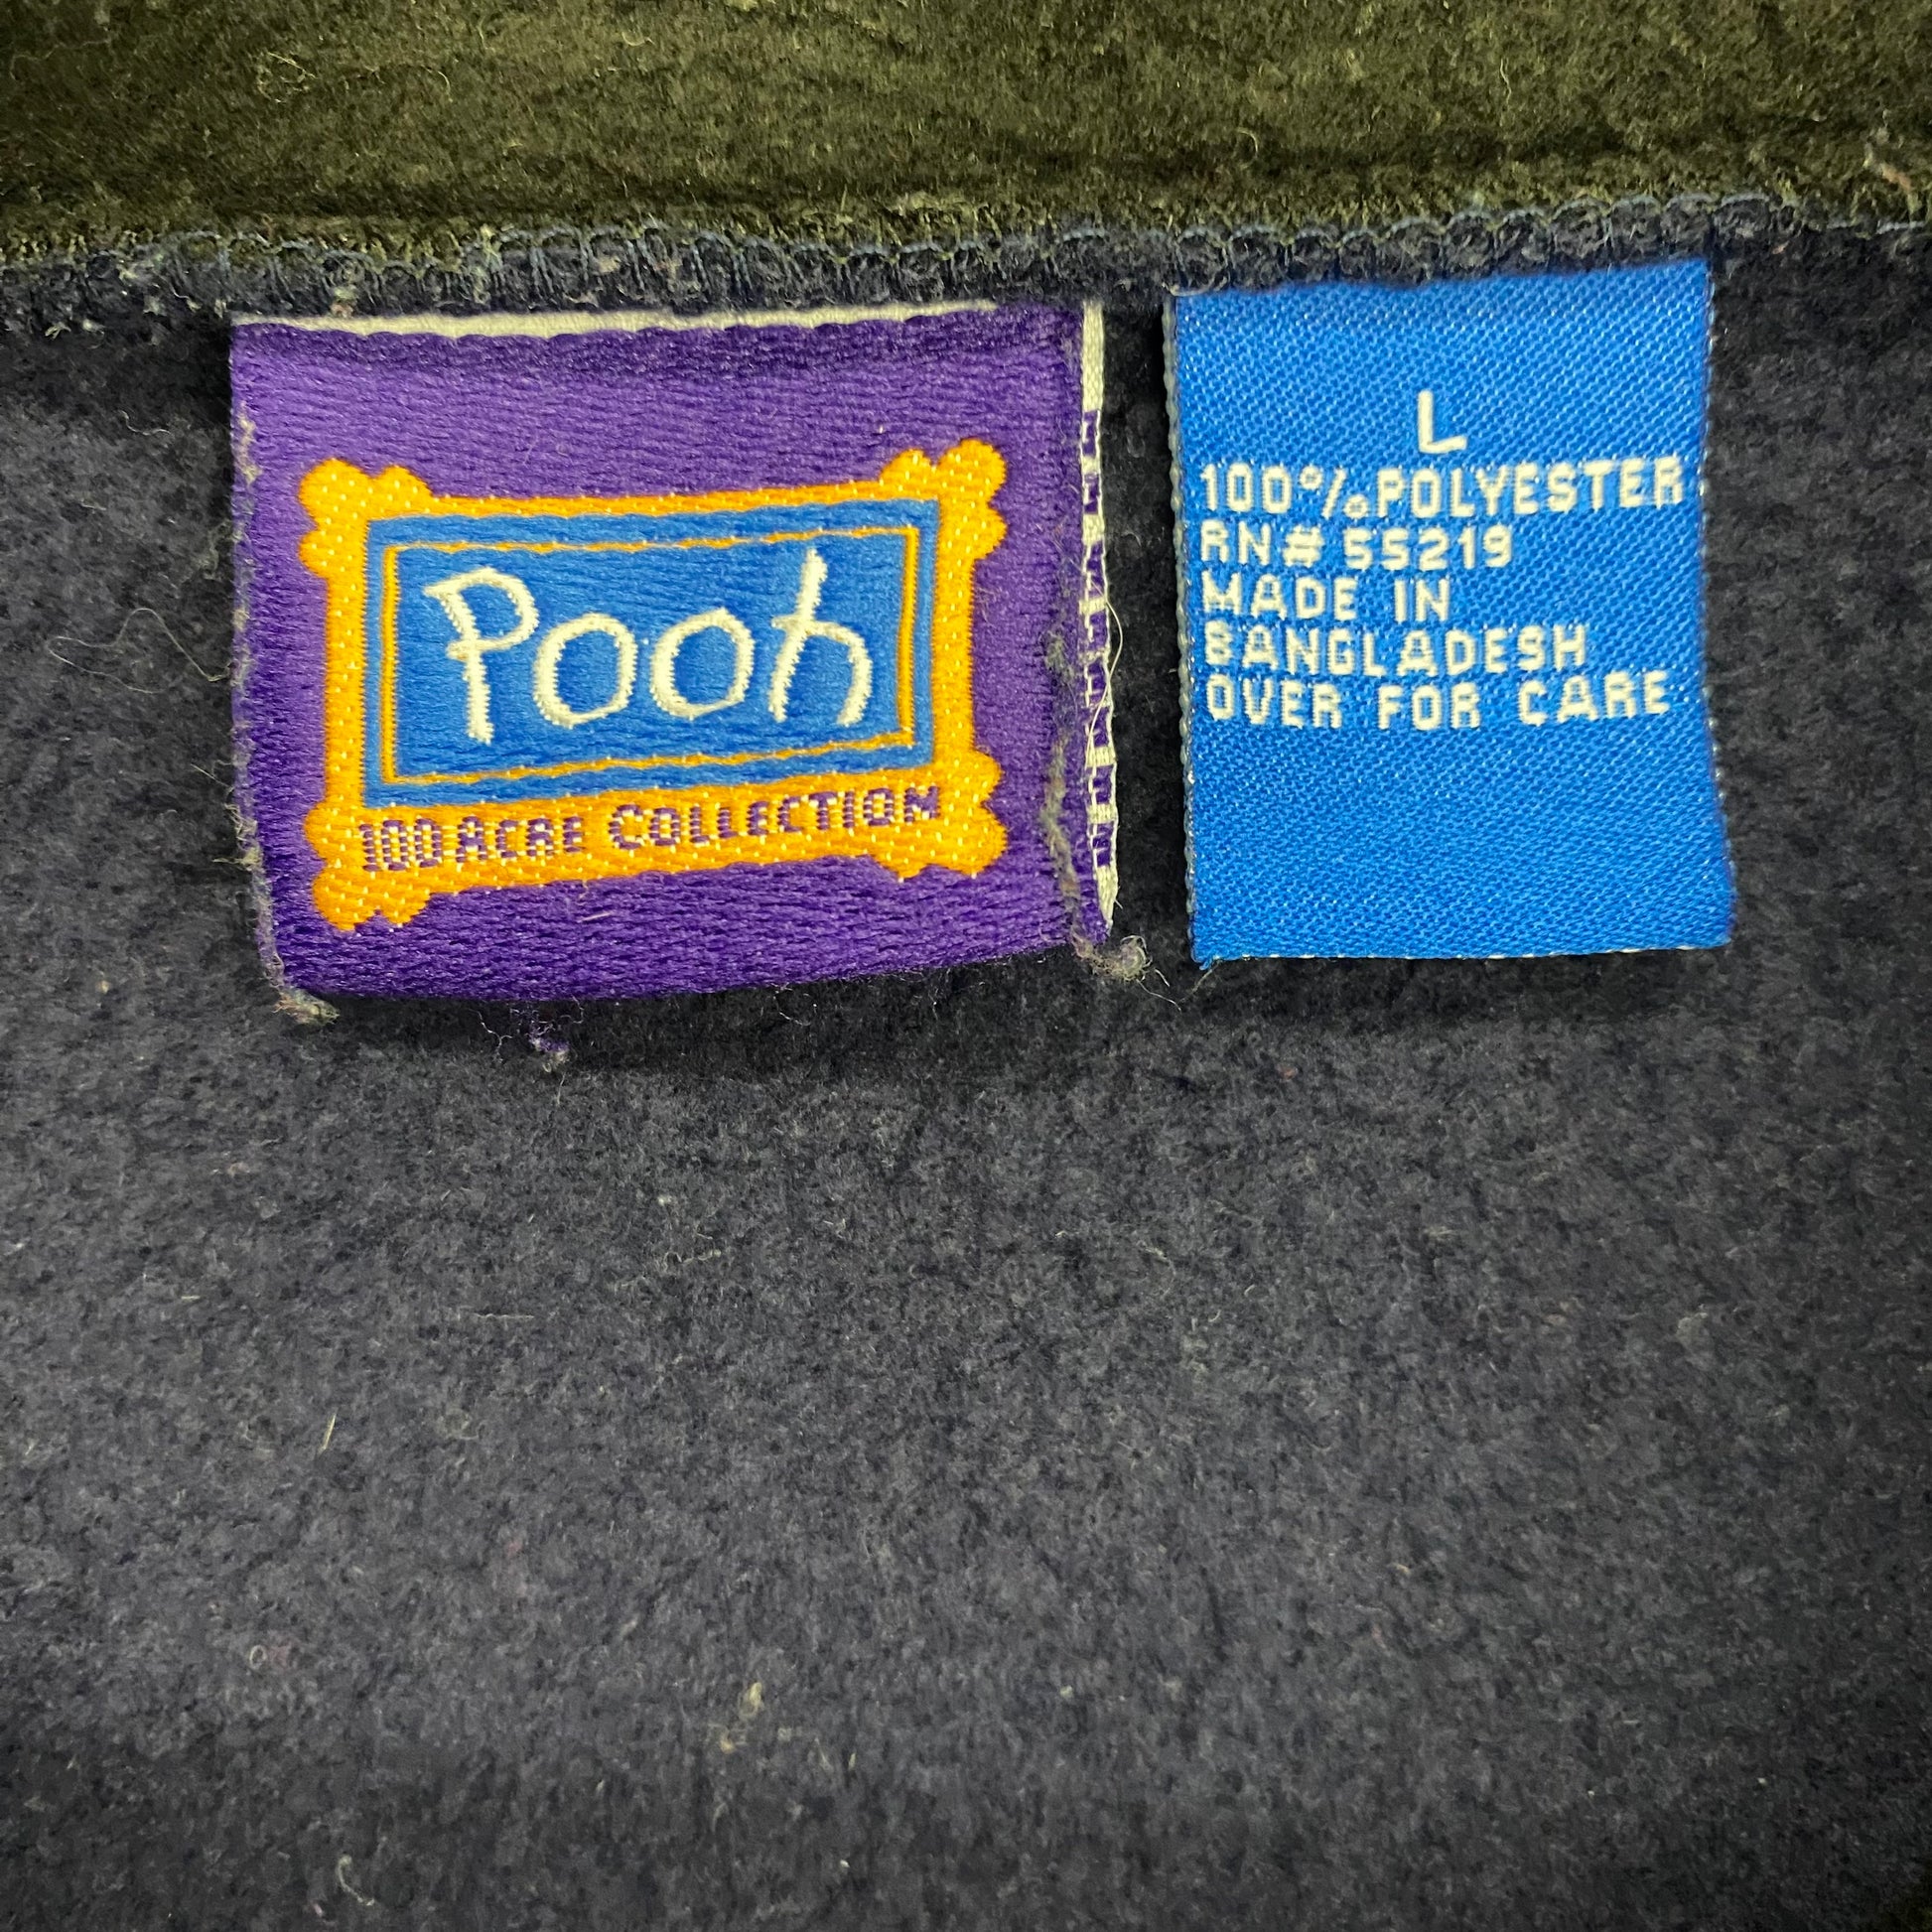 Pooh
100 ACRE COLLECTION
L
100% POLYESTER
RN# 55219
MADE IN
BANGLADESH
OVER FOR CARE